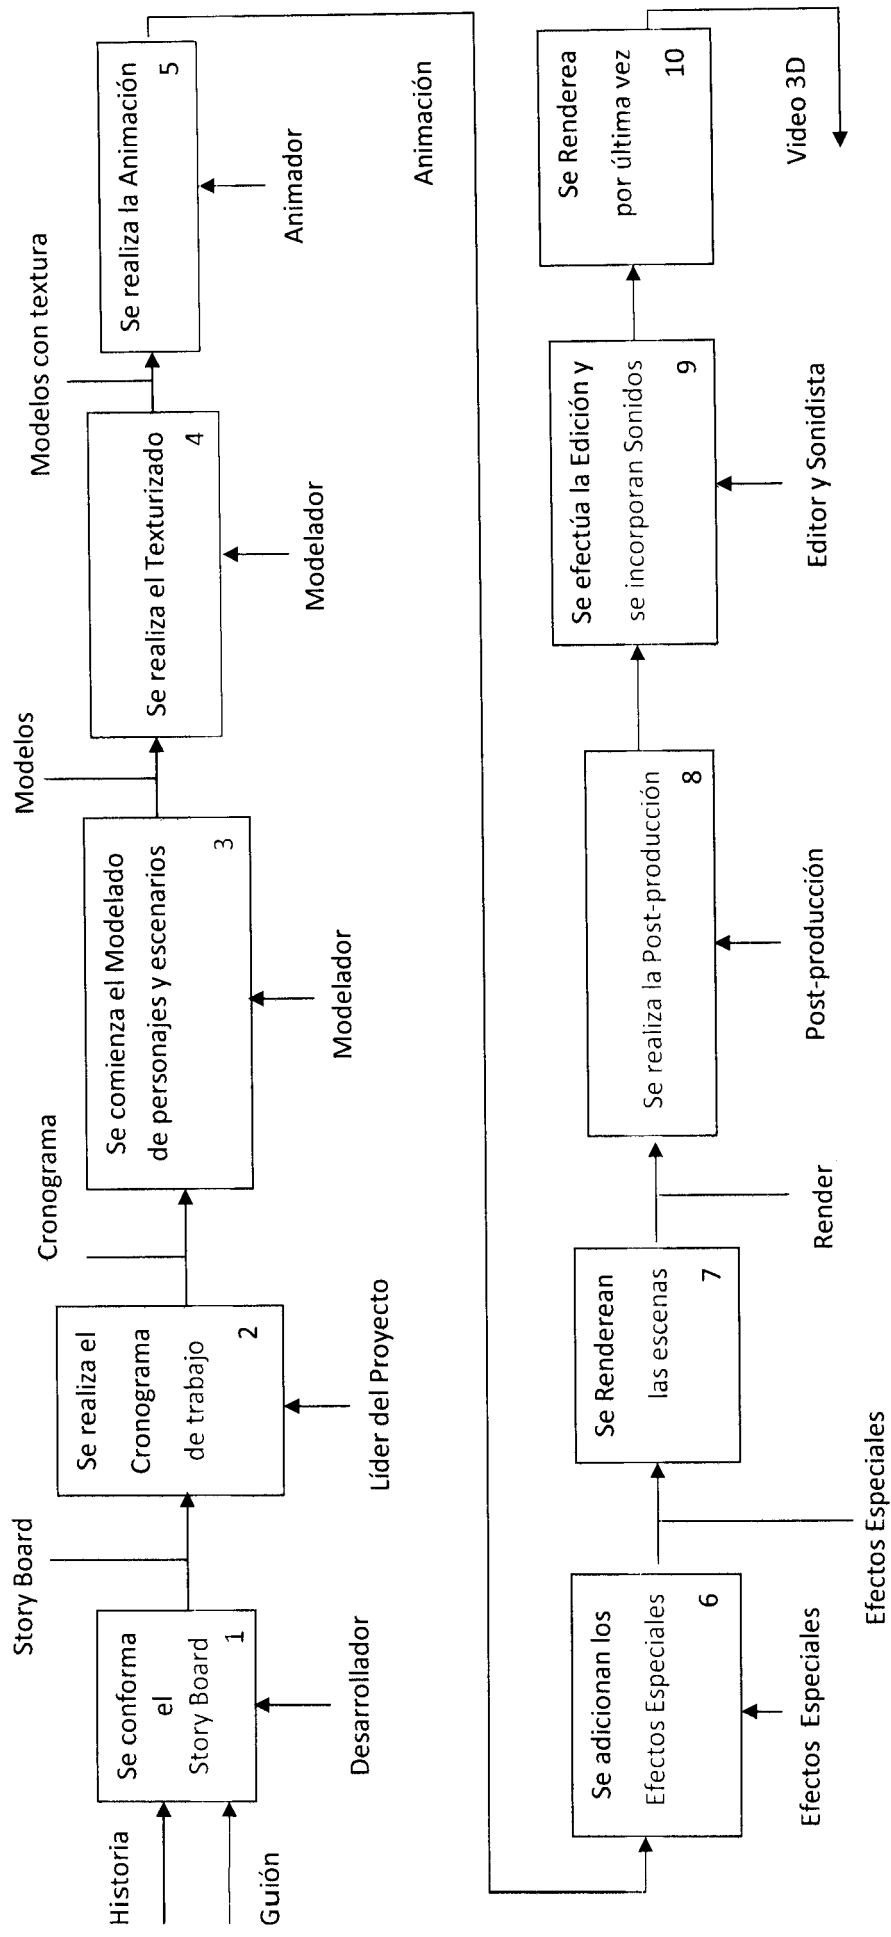 Historia
Guión
Se conforma
el
Story Board
1
Desarrollador
Story Board
Se realiza el
Cronograma
de trabajo
2
Líder del Proyecto
Cronograma
Se comienza el Modelado
de personajes y escenarios
3
Modelador
Modelos
Se realiza el Texturizado
4
Modelador
Modelos con textura
Se realiza la Animación
5
Animador
Animación
Se adicionan los
Efectos Especiales
6
Efectos Especiales
Efectos Especiales
Se Renderean
las escenas
7
Render
Se realiza la Post-producción
8
Post-producción
Se efectúa la Edición y
se incorporan Sonidos
9
Editor y Sonidista
Se Renderea
por última vez
10
Video 3D